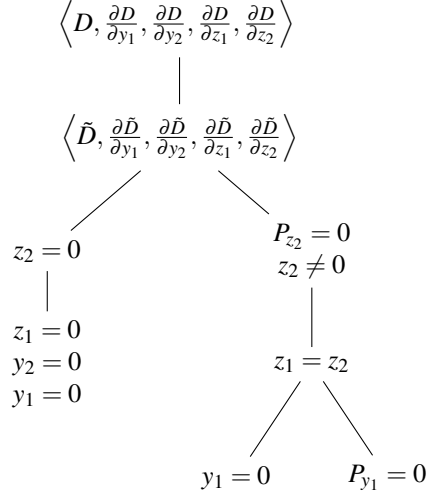 ⟨D, ∂D/∂y₁, ∂D/∂y₂, ∂D/∂z₁, ∂D/∂z₂⟩
⟨D̃, ∂D̃/∂y₁, ∂D̃/∂y₂, ∂D̃/∂z₁, ∂D̃/∂z₂⟩
z₂ = 0
P_{z₂} = 0
z₂ ≠ 0
z₁ = 0
y₂ = 0
y₁ = 0
z₁ = z₂
y₁ = 0
P_{y₁} = 0